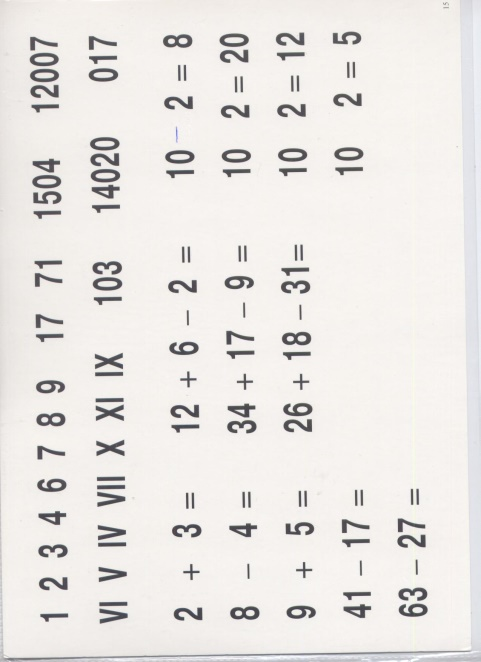 15
1 2 3 4 6 7 8 9 17 71 1504 12007
VI V IV VII X XI IX 103 14020 017
2 + 3 = 12 + 6 − 2 = 10 − 2 = 8
8 − 4 = 34 + 17 − 9 = 10 2 = 20
9 + 5 = 26 + 18 − 31= 10 2 = 12
41 − 17 = 10 2 = 5
63 − 27 =